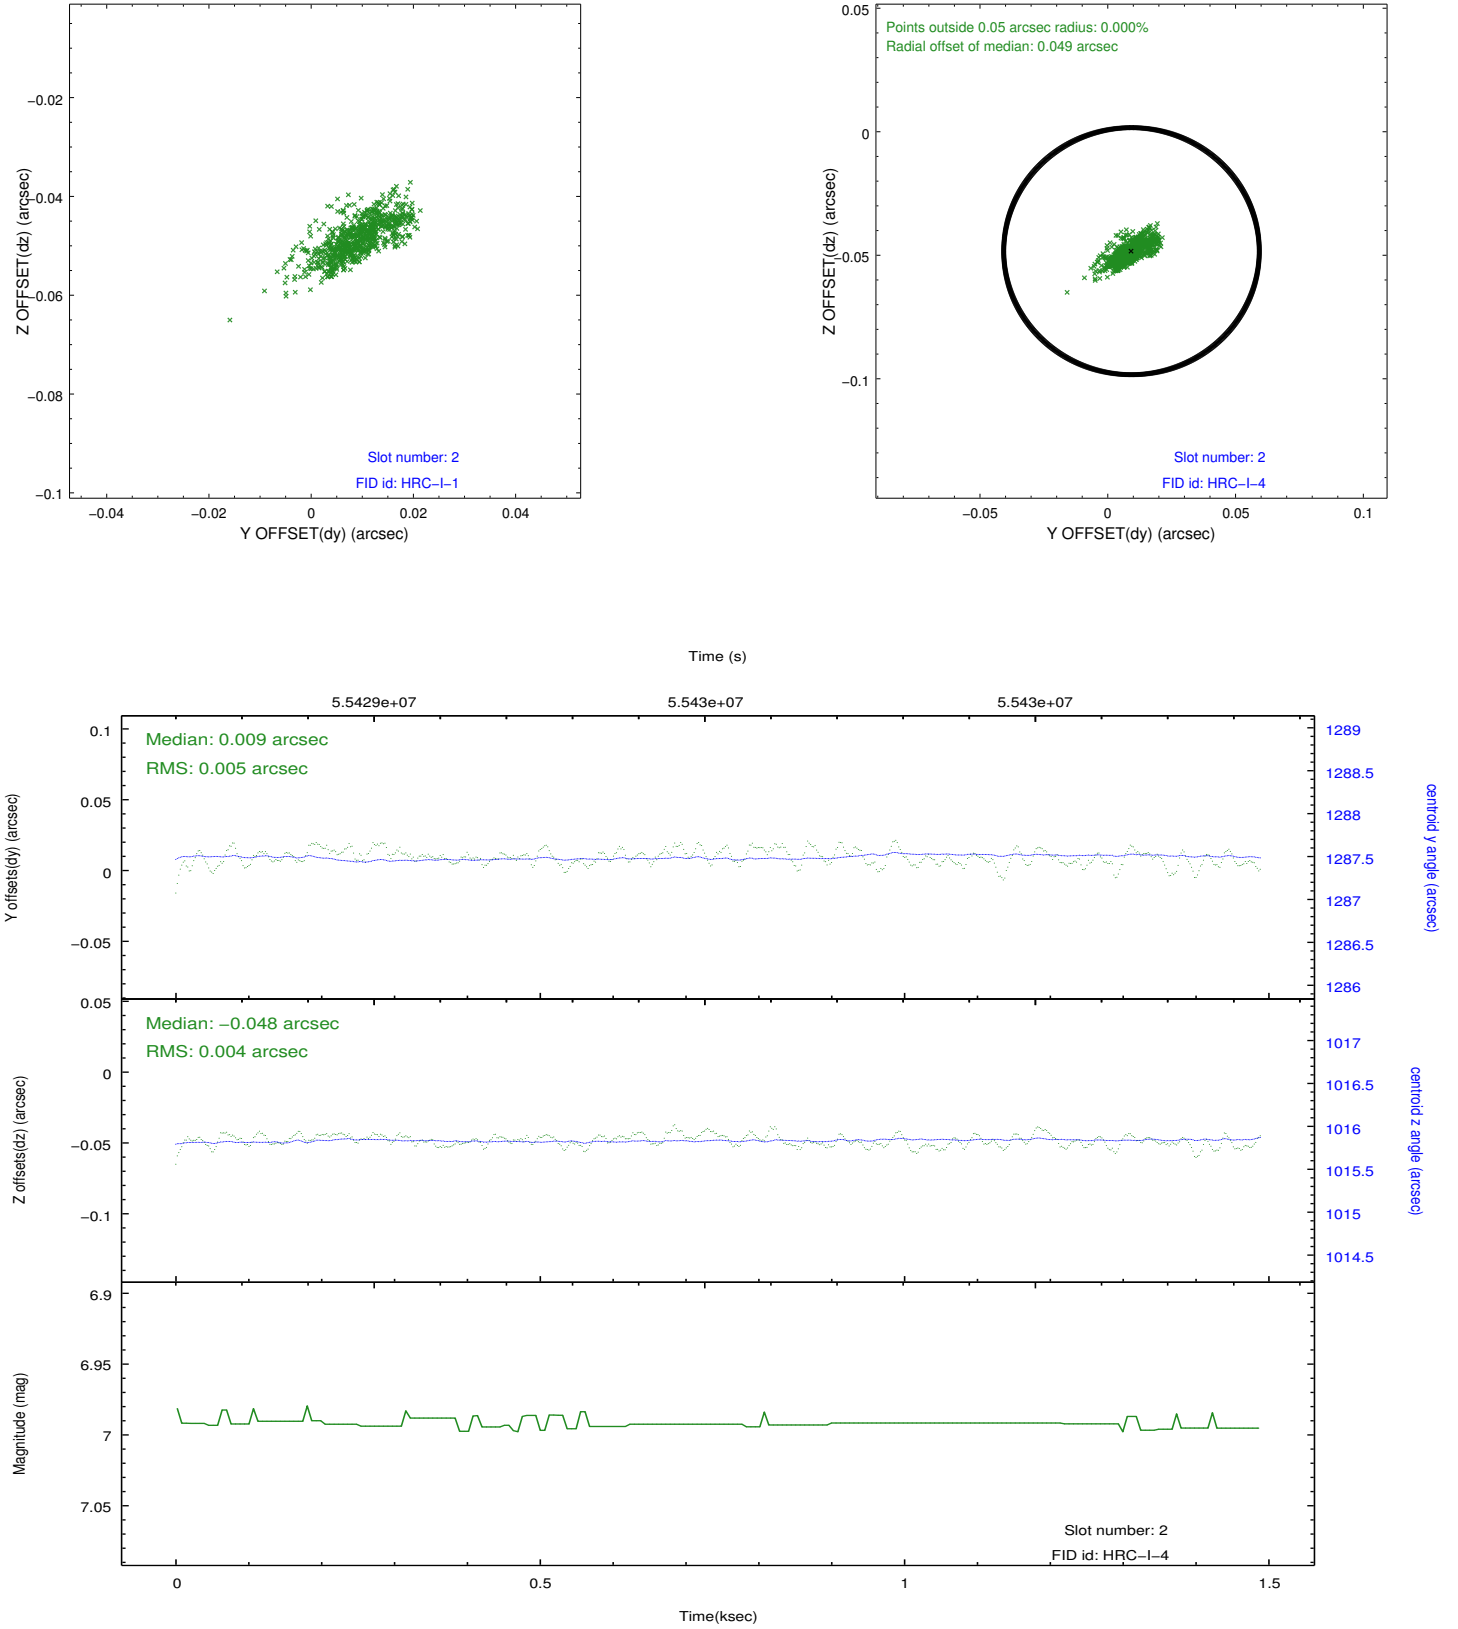 −0.02
−0.04
−0.06
−0.08
−0.1
Z OFFSET(dz) (arcsec)
Slot number: 2
FID id: HRC−I−1
−0.04 −0.02 0 0.02 0.04
Y OFFSET(dy) (arcsec)
0.05
0
−0.05
−0.1
Z OFFSET(dz) (arcsec)
Points outside 0.05 arcsec radius: 0.000%
Radial offset of median: 0.049 arcsec
Slot number: 2
FID id: HRC−I−4
−0.05 0 0.05 0.1
Y OFFSET(dy) (arcsec)
Time (s)
5.5429e+07 5.543e+07 5.543e+07
0.1
0.05
0
−0.05
Y offsets(dy) (arcsec)
Median: 0.009 arcsec
RMS: 0.005 arcsec
1289
1288.5
1288
1287.5
1287
1286.5
1286
centroid y angle (arcsec)
0.05
0
−0.05
−0.1
Z offsets(dz) (arcsec)
Median: −0.048 arcsec
RMS: 0.004 arcsec
1017
1016.5
1016
1015.5
1015
1014.5
centroid z angle (arcsec)
6.9
6.95
7
7.05
Magnitude (mag)
Slot number: 2
FID id: HRC−I−4
0 0.5 1 1.5
Time(ksec)